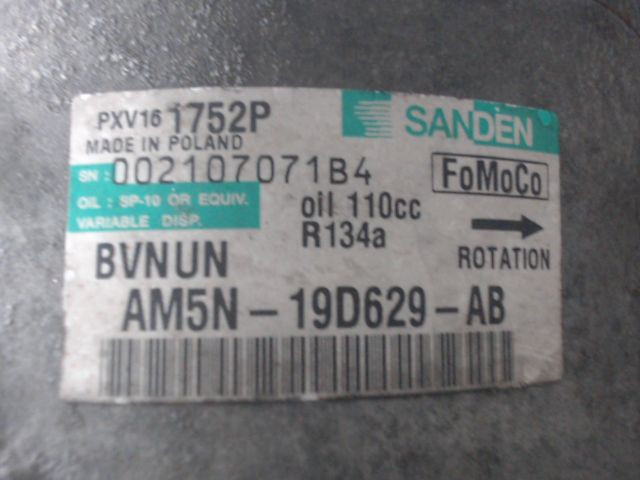 PXV16 1752P
SANDEN
MADE IN POLAND
SN: 002107071B4
FoMoCo
OIL : SP-10 OR EQUIV.
VARIABLE DISP.
oil 110cc
R134a
ROTATION
BVNUN
AM5N-19D629-AB